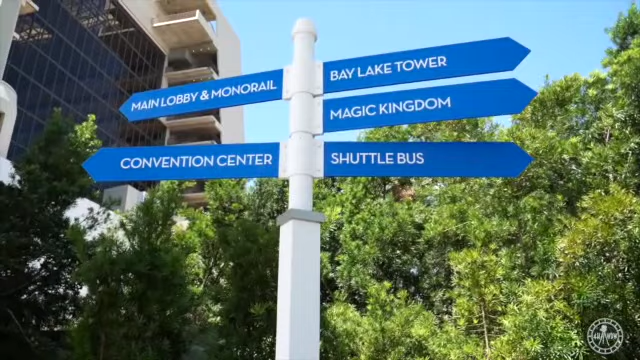 MAIN LOBBY & MONORAIL
BAY LAKE TOWER
MAGIC KINGDOM
CONVENTION CENTER
SHUTTLE BUS